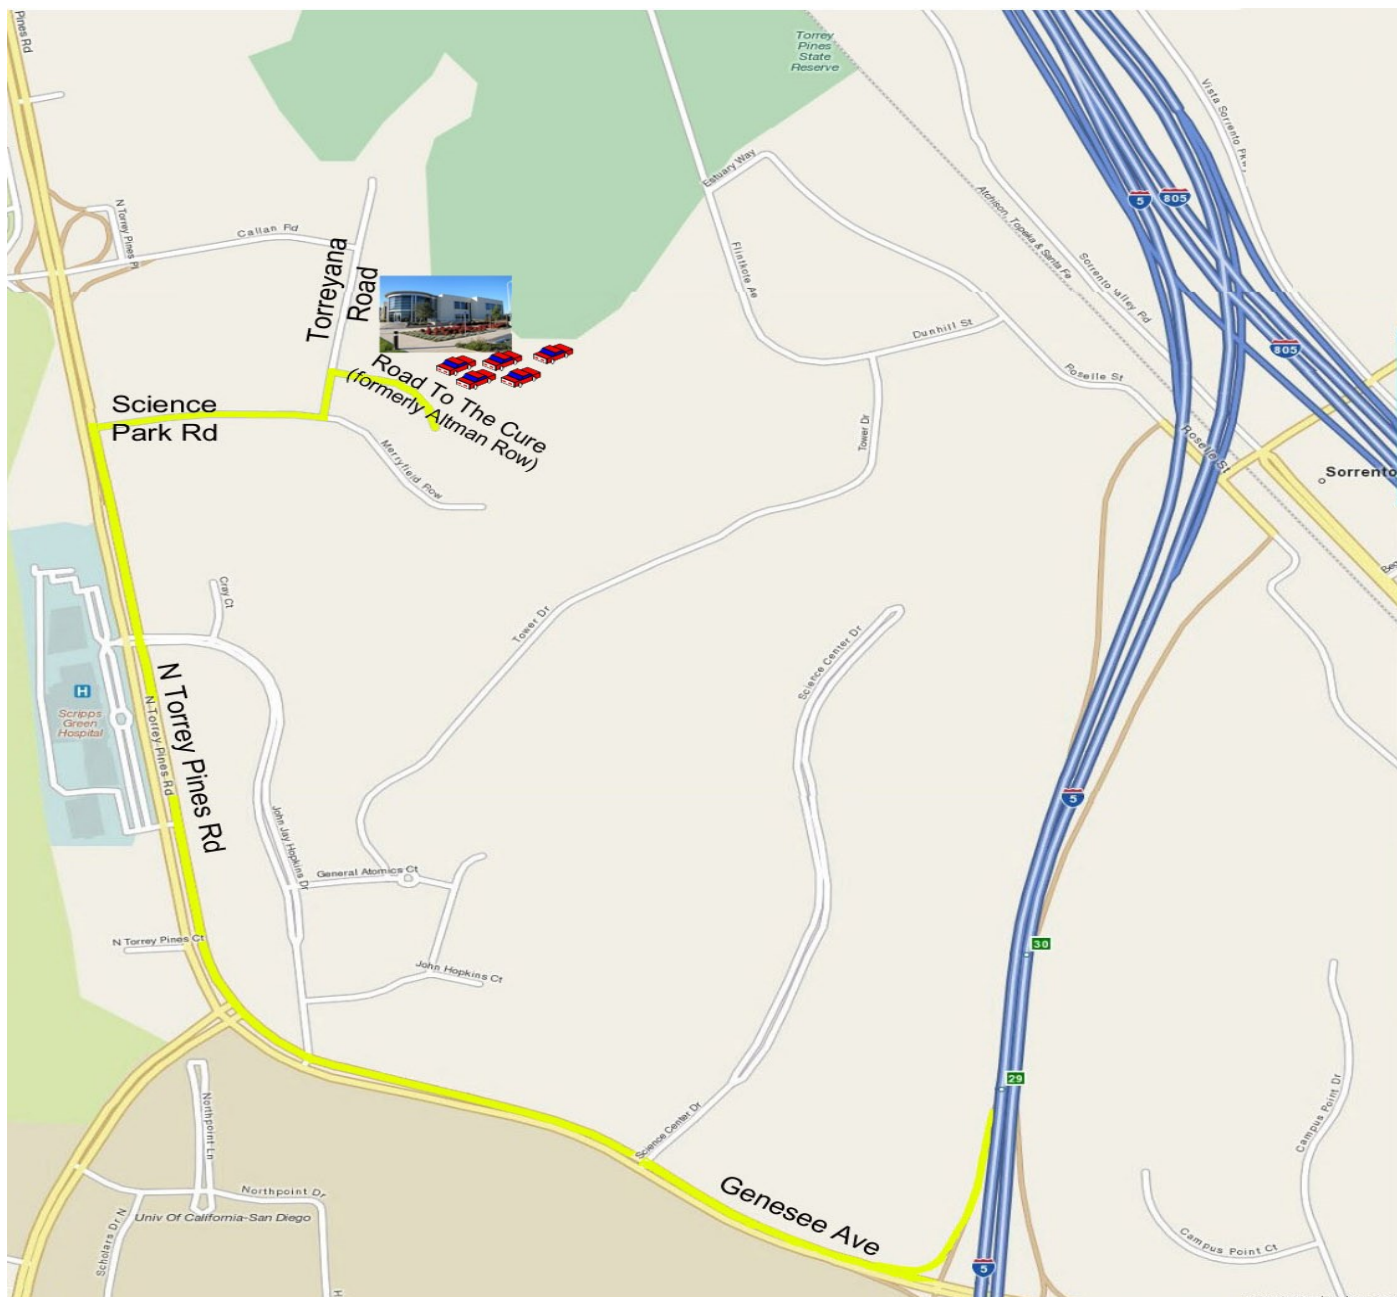 Pines Rd
Torrey
Pines
State
Reserve
Vista Sorrento Pkwy
Estuary Way
5
805
N Torrey Pines Pl
Callan Rd
Atchison, Topeka & Santa Fe
Flintkote Ae
Sorrento Valley Rd
Torreyana
Road
Dunhill St
805
Roselle St
Road To The Cure
(formerly Altman Row)
Science
Park Rd
Tower Dr
Merryfield Row
Roselle St
Sorrento
Cray Ct
Tower Dr
Science Center Dr
H
Scripps
Green
Hospital
N Torrey Pines Rd
N Torrey Pines Rd
5
John Jay Hopkins Dr
General Atomics Ct
N Torrey Pines Ct
30
John Hopkins Ct
29
Northpoint Ln
Science Center Dr
Campus Point Dr
Genesee Ave
Northpoint Dr
Univ Of California-San Diego
Scholars Dr N
Campus Point Ct
5
H